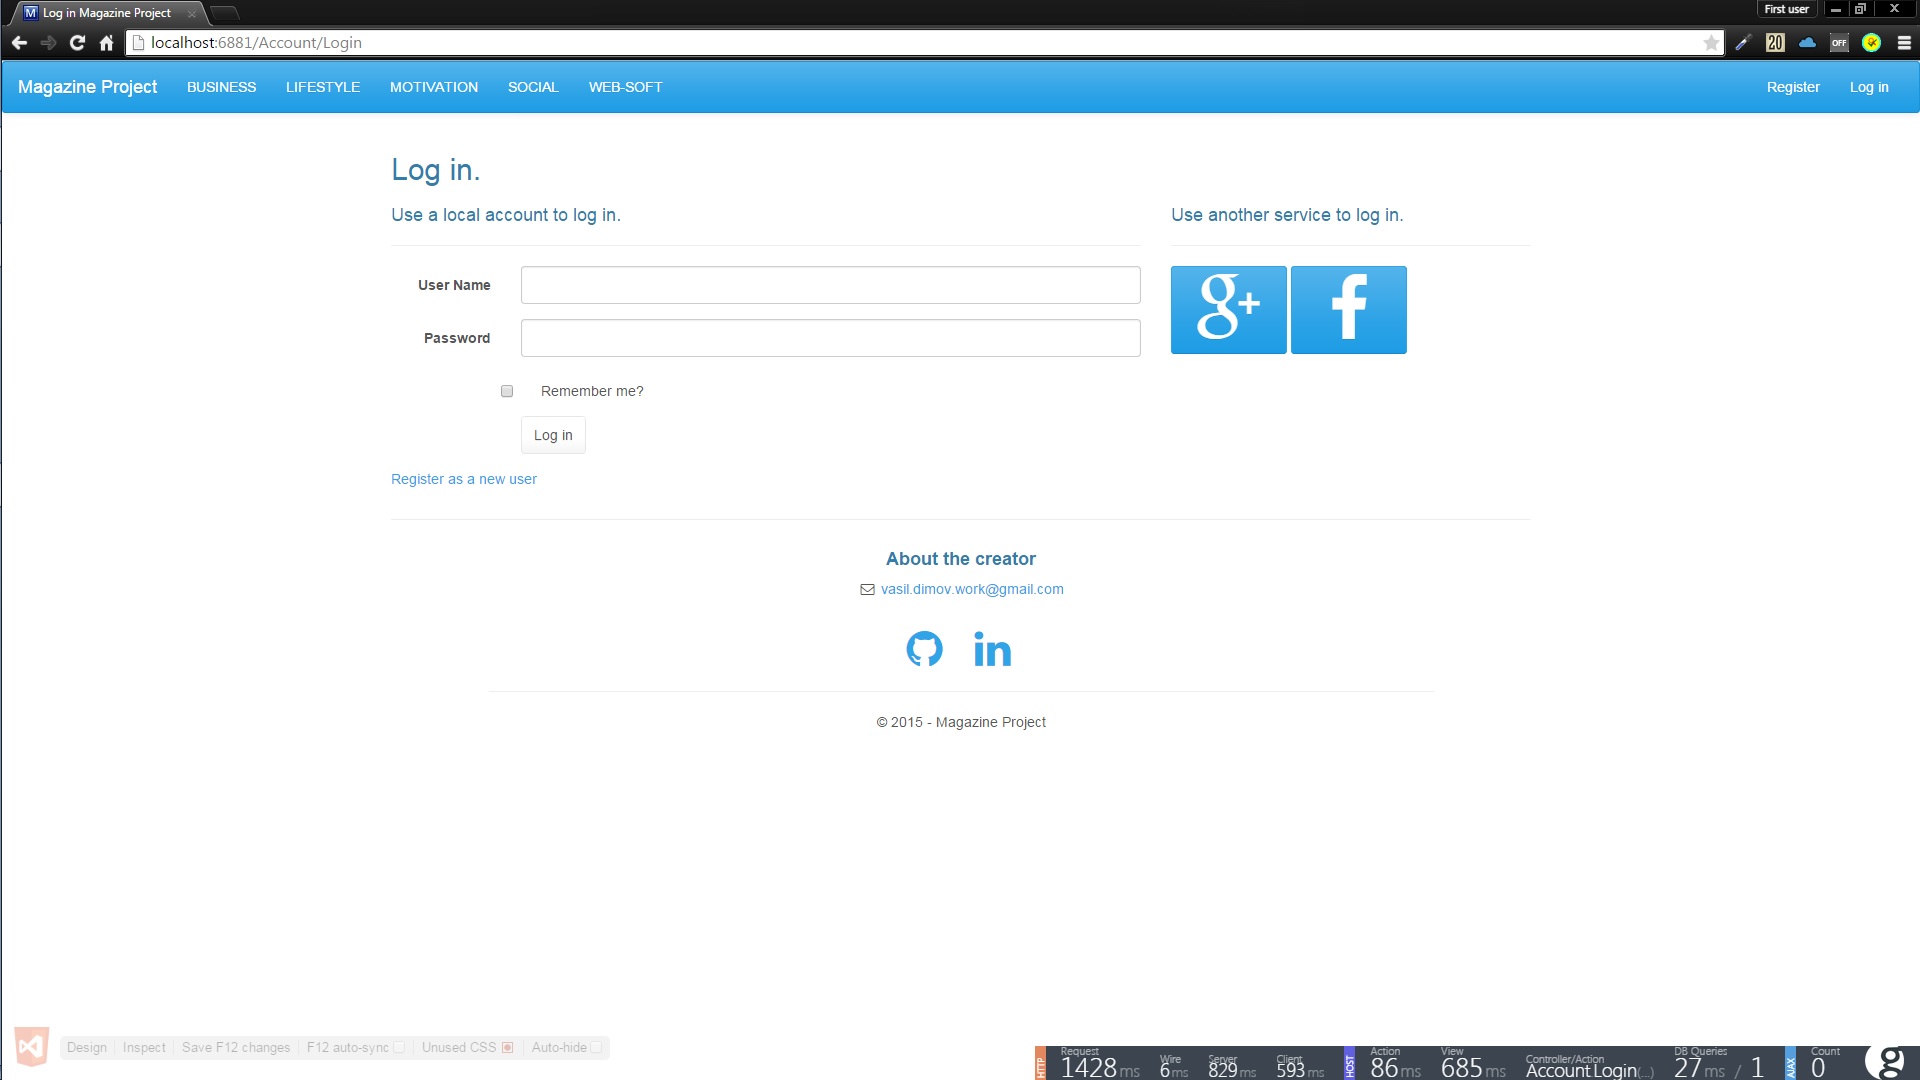 Log in Magazine Project
First user
localhost:6881/Account/Login
20
OFF
Magazine Project BUSINESS LIFESTYLE MOTIVATION SOCIAL WEB-SOFT Register Log in
Log in.
Use a local account to log in.
Use another service to log in.
User Name
Password
Remember me?
Log in
Register as a new user
About the creator
vasil.dimov.work@gmail.com
© 2015 - Magazine Project
Design Inspect Save F12 changes F12 auto-sync Unused CSS Auto-hide
HTTP
Request 1428 ms
Wire 6 ms
Server 829 ms
Client 593 ms
HOST
Action 86 ms
View 685 ms
Controller/Action Account.Login(...)
DB Queries 27 ms / 1
AJAX
Count 0